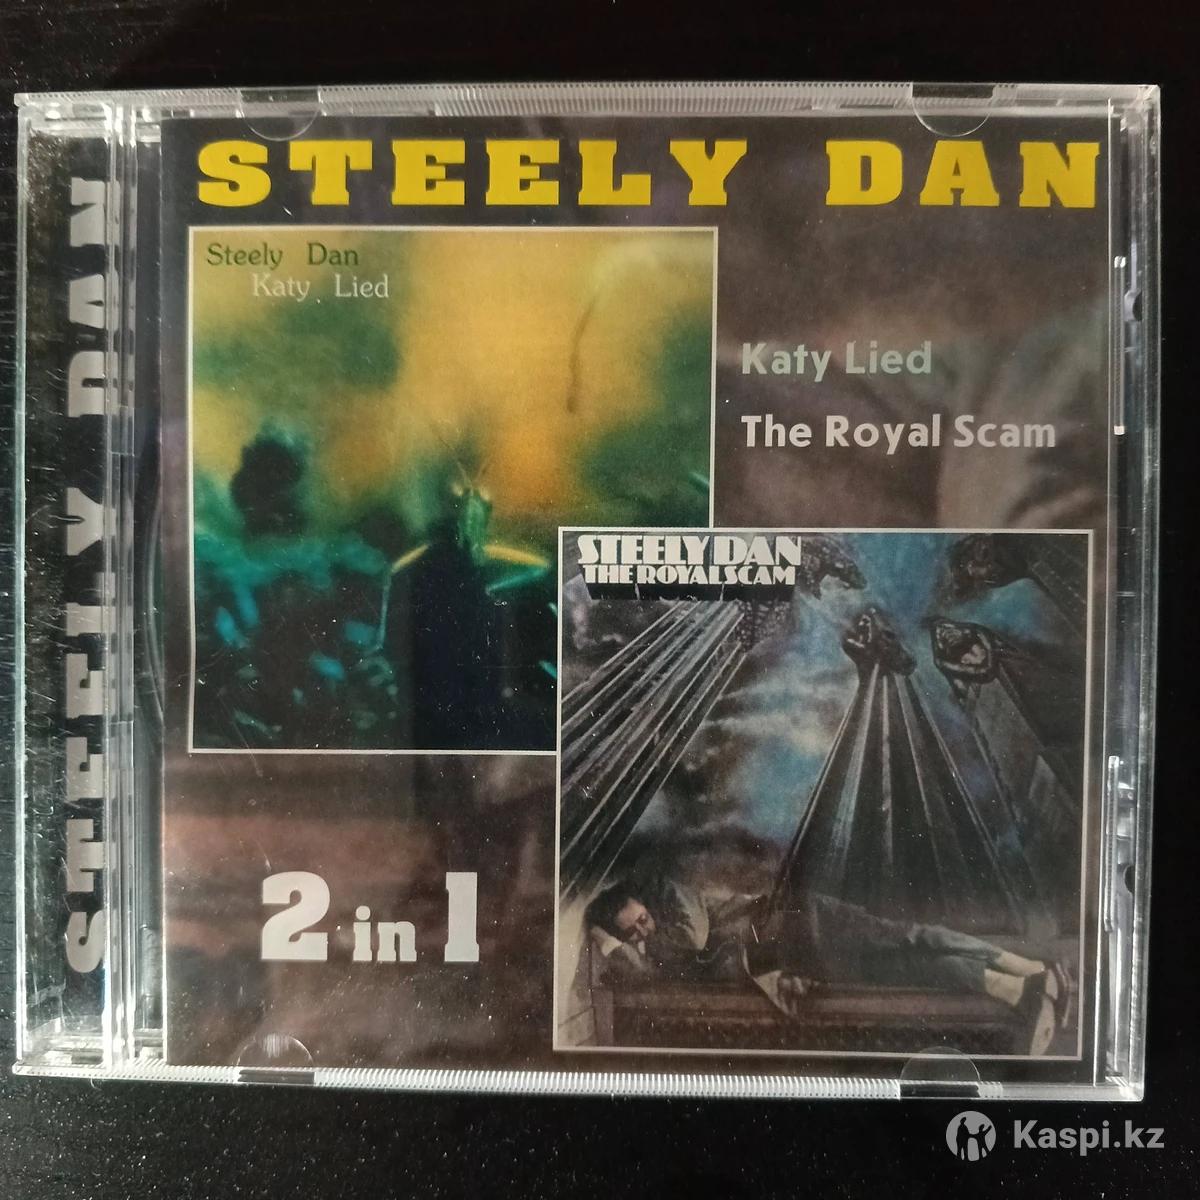 STEELY DAN
STEELY DAN
Steely Dan
Katy Lied
Katy Lied
The Royal Scam
STEELY DAN
THE ROYAL SCAM
2 in 1
Kaspi.kz